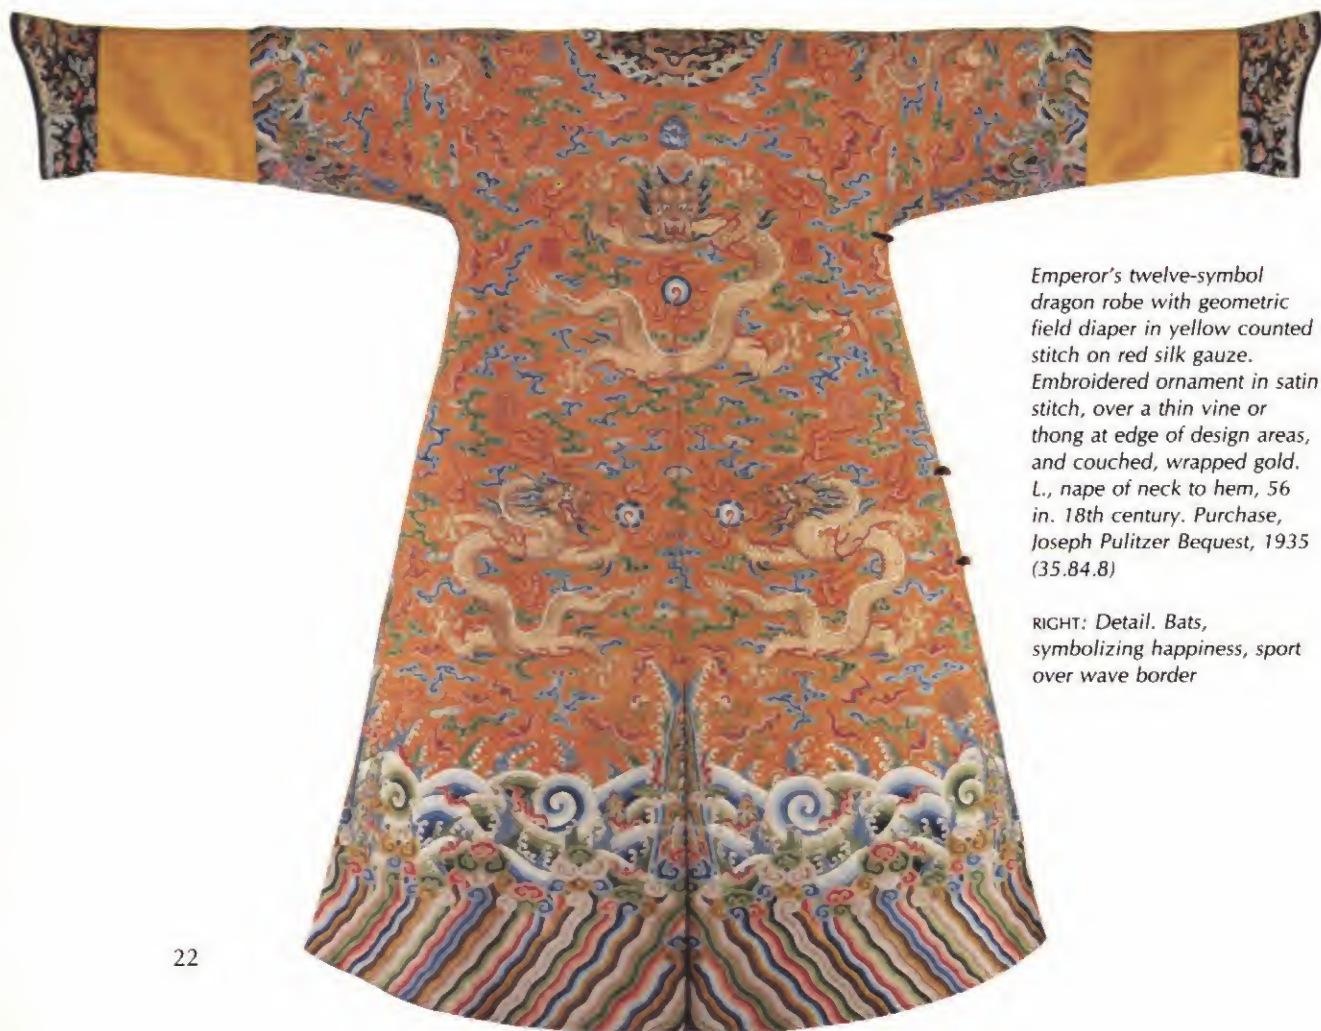 Emperor's twelve-symbol
dragon robe with geometric
field diaper in yellow counted
stitch on red silk gauze.
Embroidered ornament in satin
stitch, over a thin vine or
thong at edge of design areas,
and couched, wrapped gold.
L., nape of neck to hem, 56
in. 18th century. Purchase,
Joseph Pulitzer Bequest, 1935
(35.84.8)
RIGHT: Detail. Bats,
symbolizing happiness, sport
over wave border
22